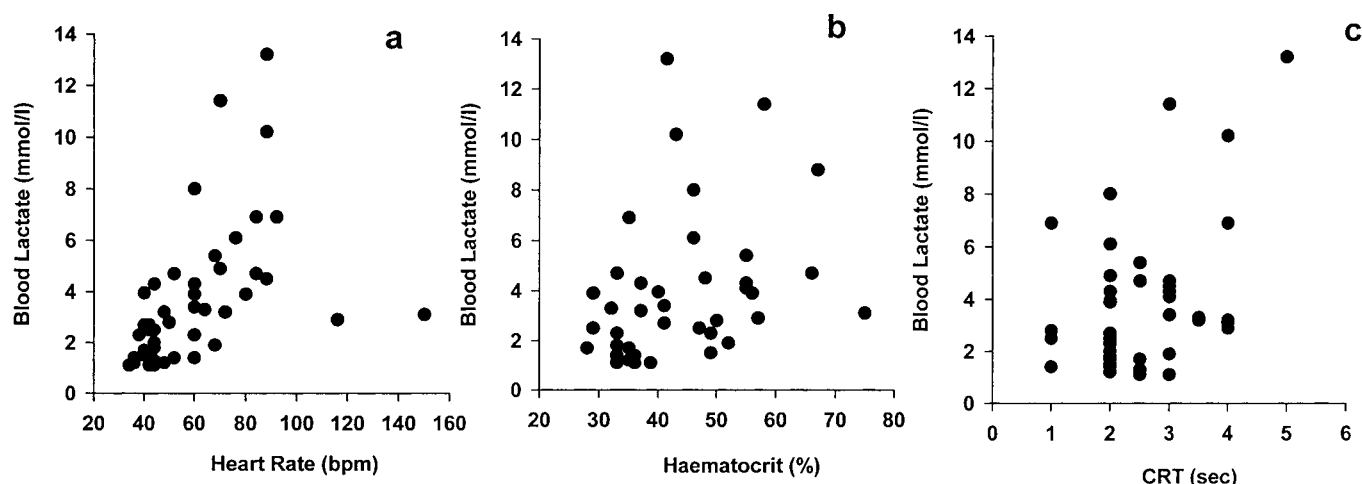 a
14
12
10
8
6
4
2
0
Blood Lactate (mmol/l)
20 40 60 80 100 120 140 160
Heart Rate (bpm)
b
14
12
10
8
6
4
2
0
Blood Lactate (mmol/l)
20 30 40 50 60 70 80
Haematocrit (%)
c
14
12
10
8
6
4
2
0
Blood Lactate (mmol/l)
0 1 2 3 4 5 6
CRT (sec)